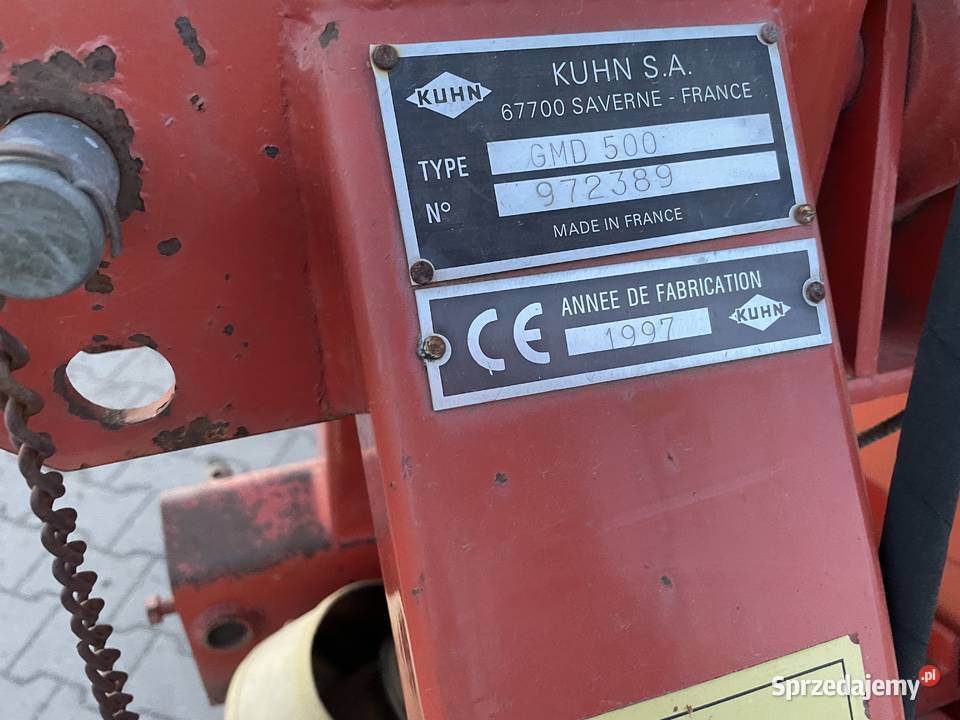 KUHN
KUHN S.A.
67700 SAVERNE - FRANCE
TYPE GMD 500
Nº 972389
MADE IN FRANCE
CE ANNEE DE FABRICATION
1997
KUHN
Sprzedajemy.pl